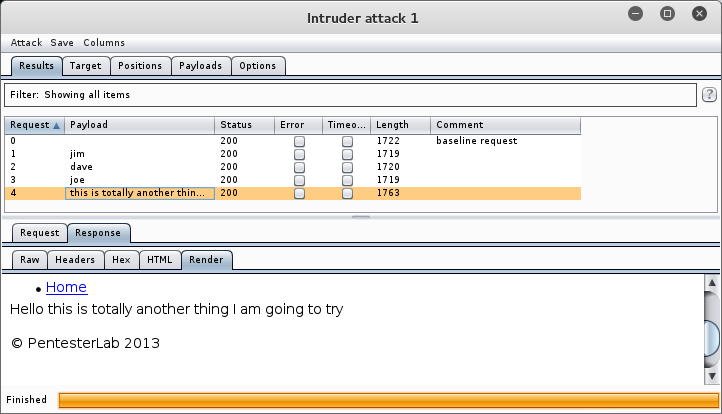 Intruder attack 1
Attack Save Columns
Results Target Positions Payloads Options
Filter: Showing all items ?
Request Payload Status Error Timeo... Length Comment
0 200 1722 baseline request
1 jim 200 1719
2 dave 200 1720
3 joe 200 1719
4 this is totally another thin... 200 1763
Request Response
Raw Headers Hex HTML Render
Home
Hello this is totally another thing I am going to try
© PentesterLab 2013
Finished